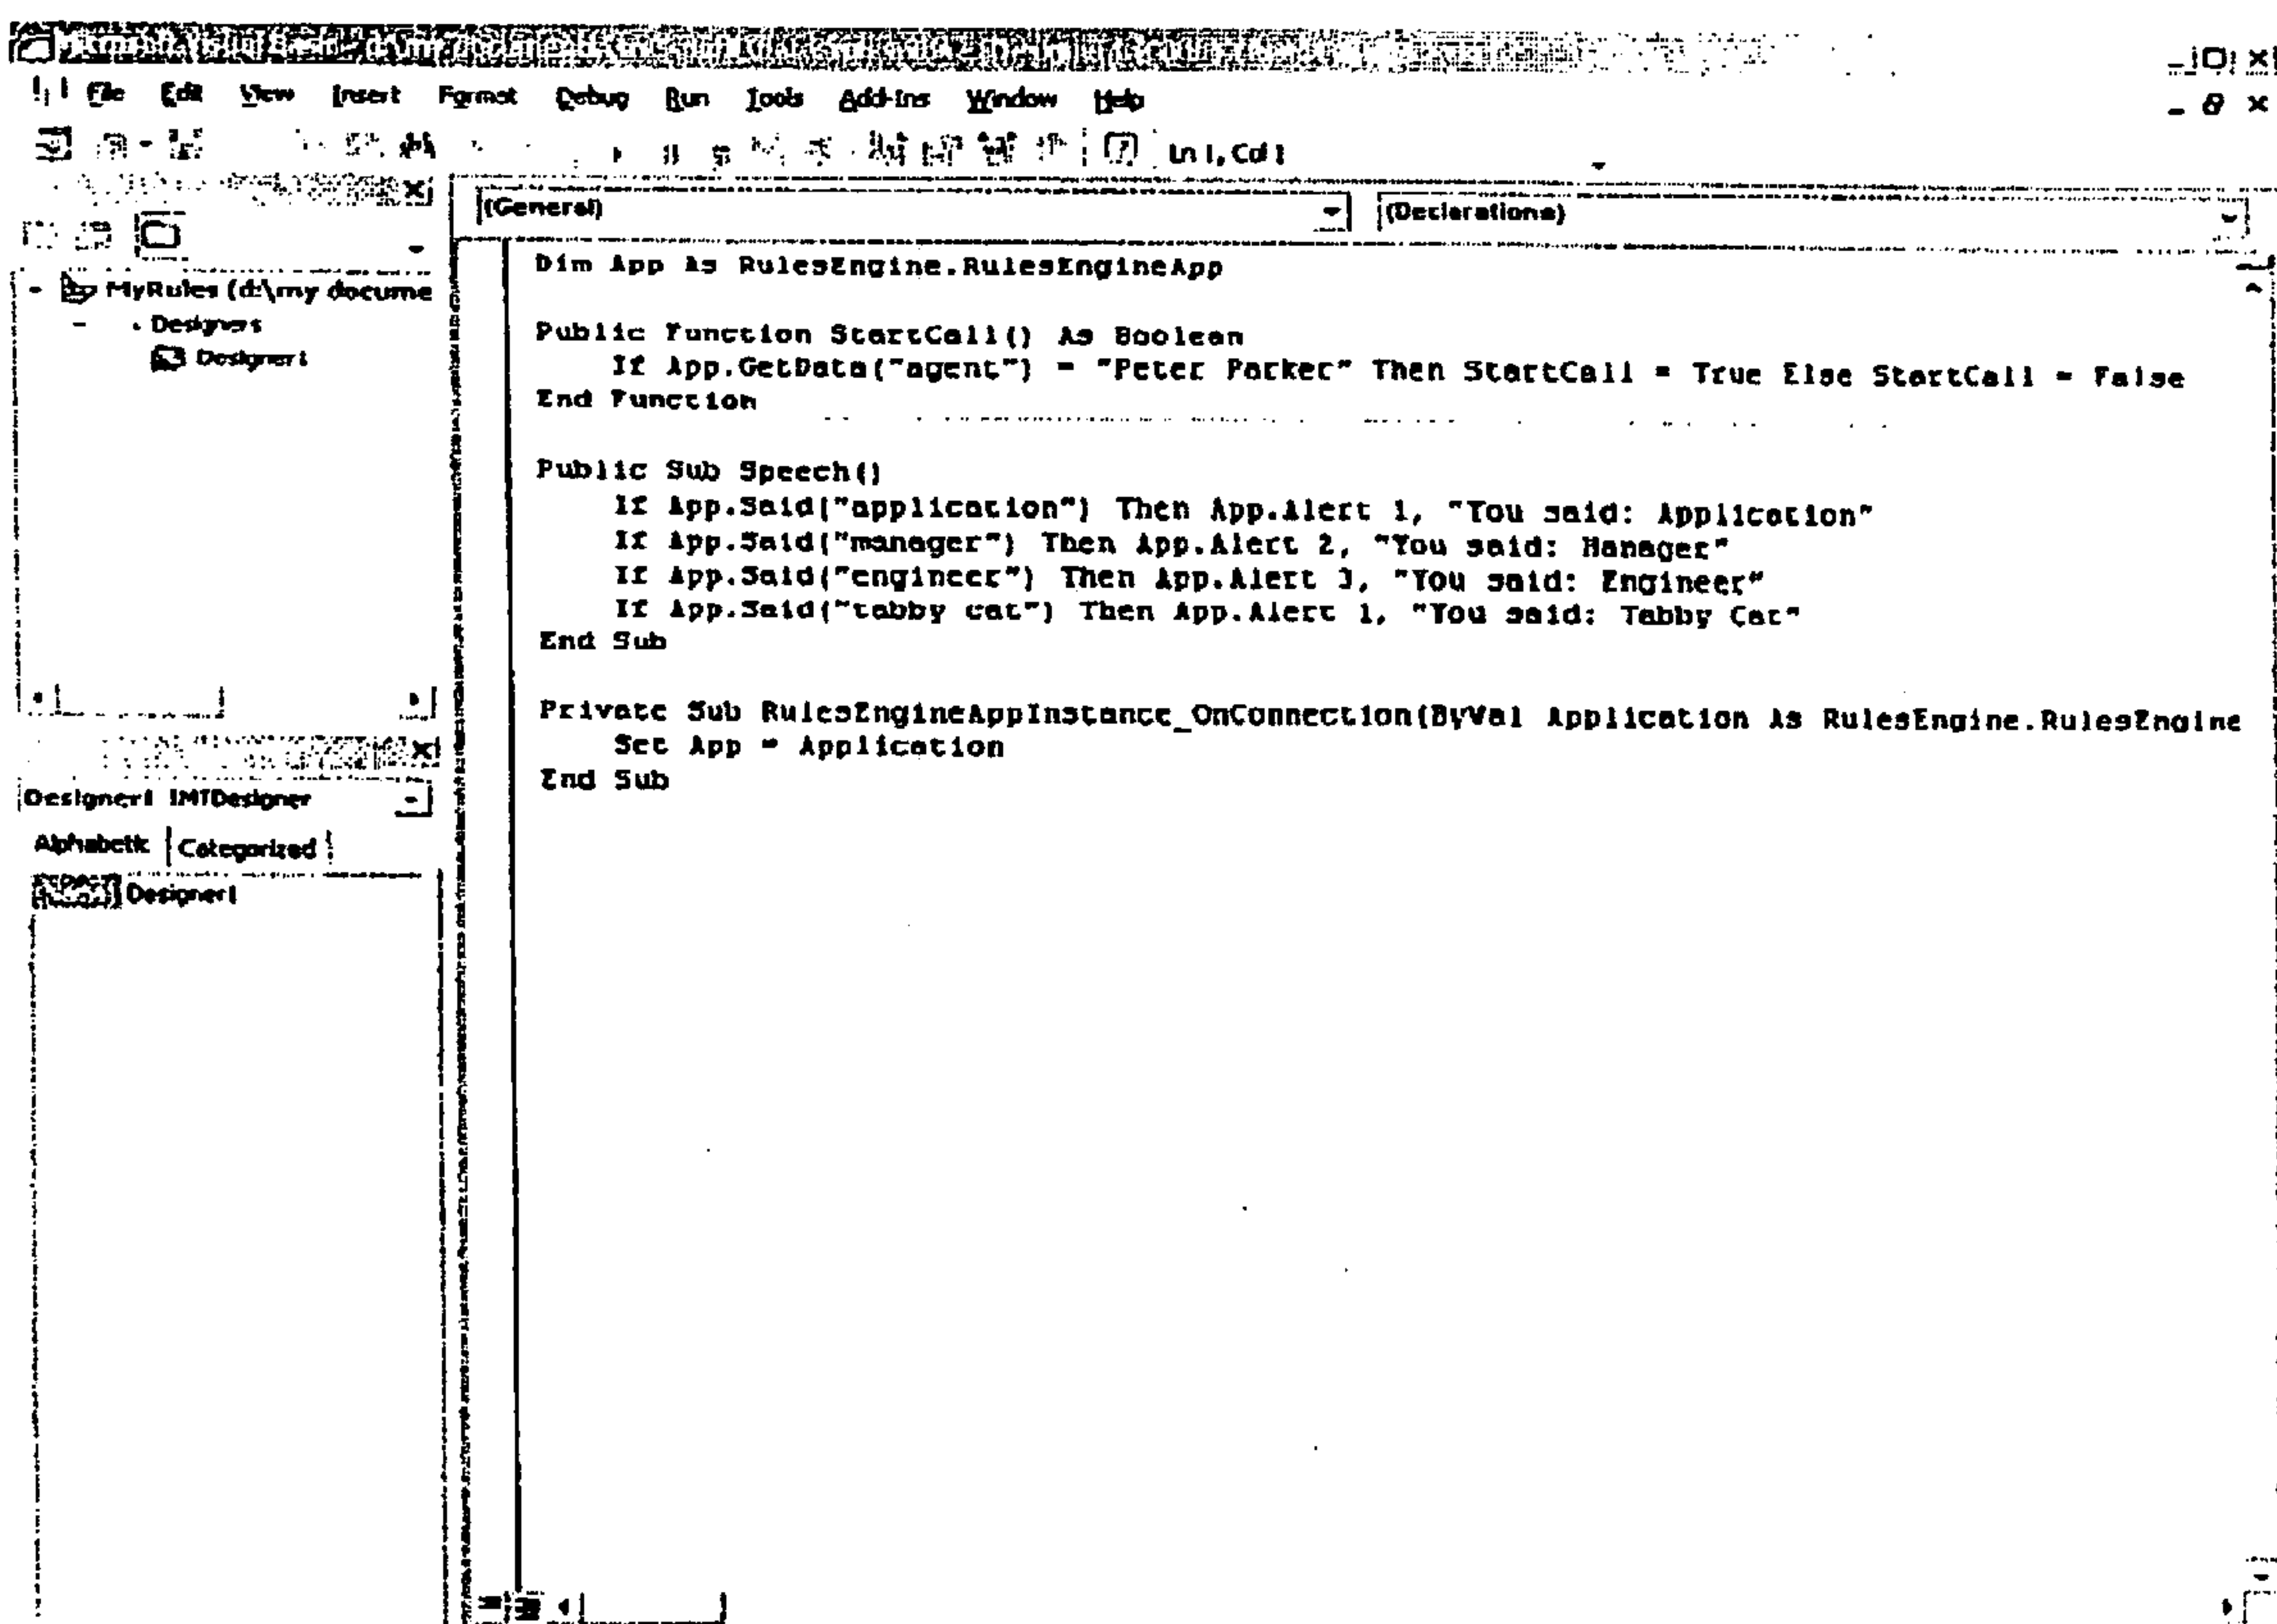 Microsoft Visual Basic
File Edit View Insert Format Debug Run Tools Add-Ins Window Help
Ln 1, Col 1
(General) (Declarations)
MyRules (d:\my docume
Designers
Designer1
Dim App As RulesEngine.RulesEngineApp
Public Function StartCall() As Boolean
If App.GetData("agent") = "Peter Parker" Then StartCall = True Else StartCall = False
End Function
Public Sub Speech()
If App.Said("application") Then App.Alert 1, "You said: Application"
If App.Said("manager") Then App.Alert 2, "You said: Manager"
If App.Said("engineer") Then App.Alert 3, "You said: Engineer"
If App.Said("tabby cat") Then App.Alert 1, "You said: Tabby Cat"
End Sub
Private Sub RulesEngineAppInstance_OnConnection(ByVal Application As RulesEngine.RulesEngine
Set App = Application
End Sub
Designer1 IMTDesigner
Alphabetic Categorized
Designer1